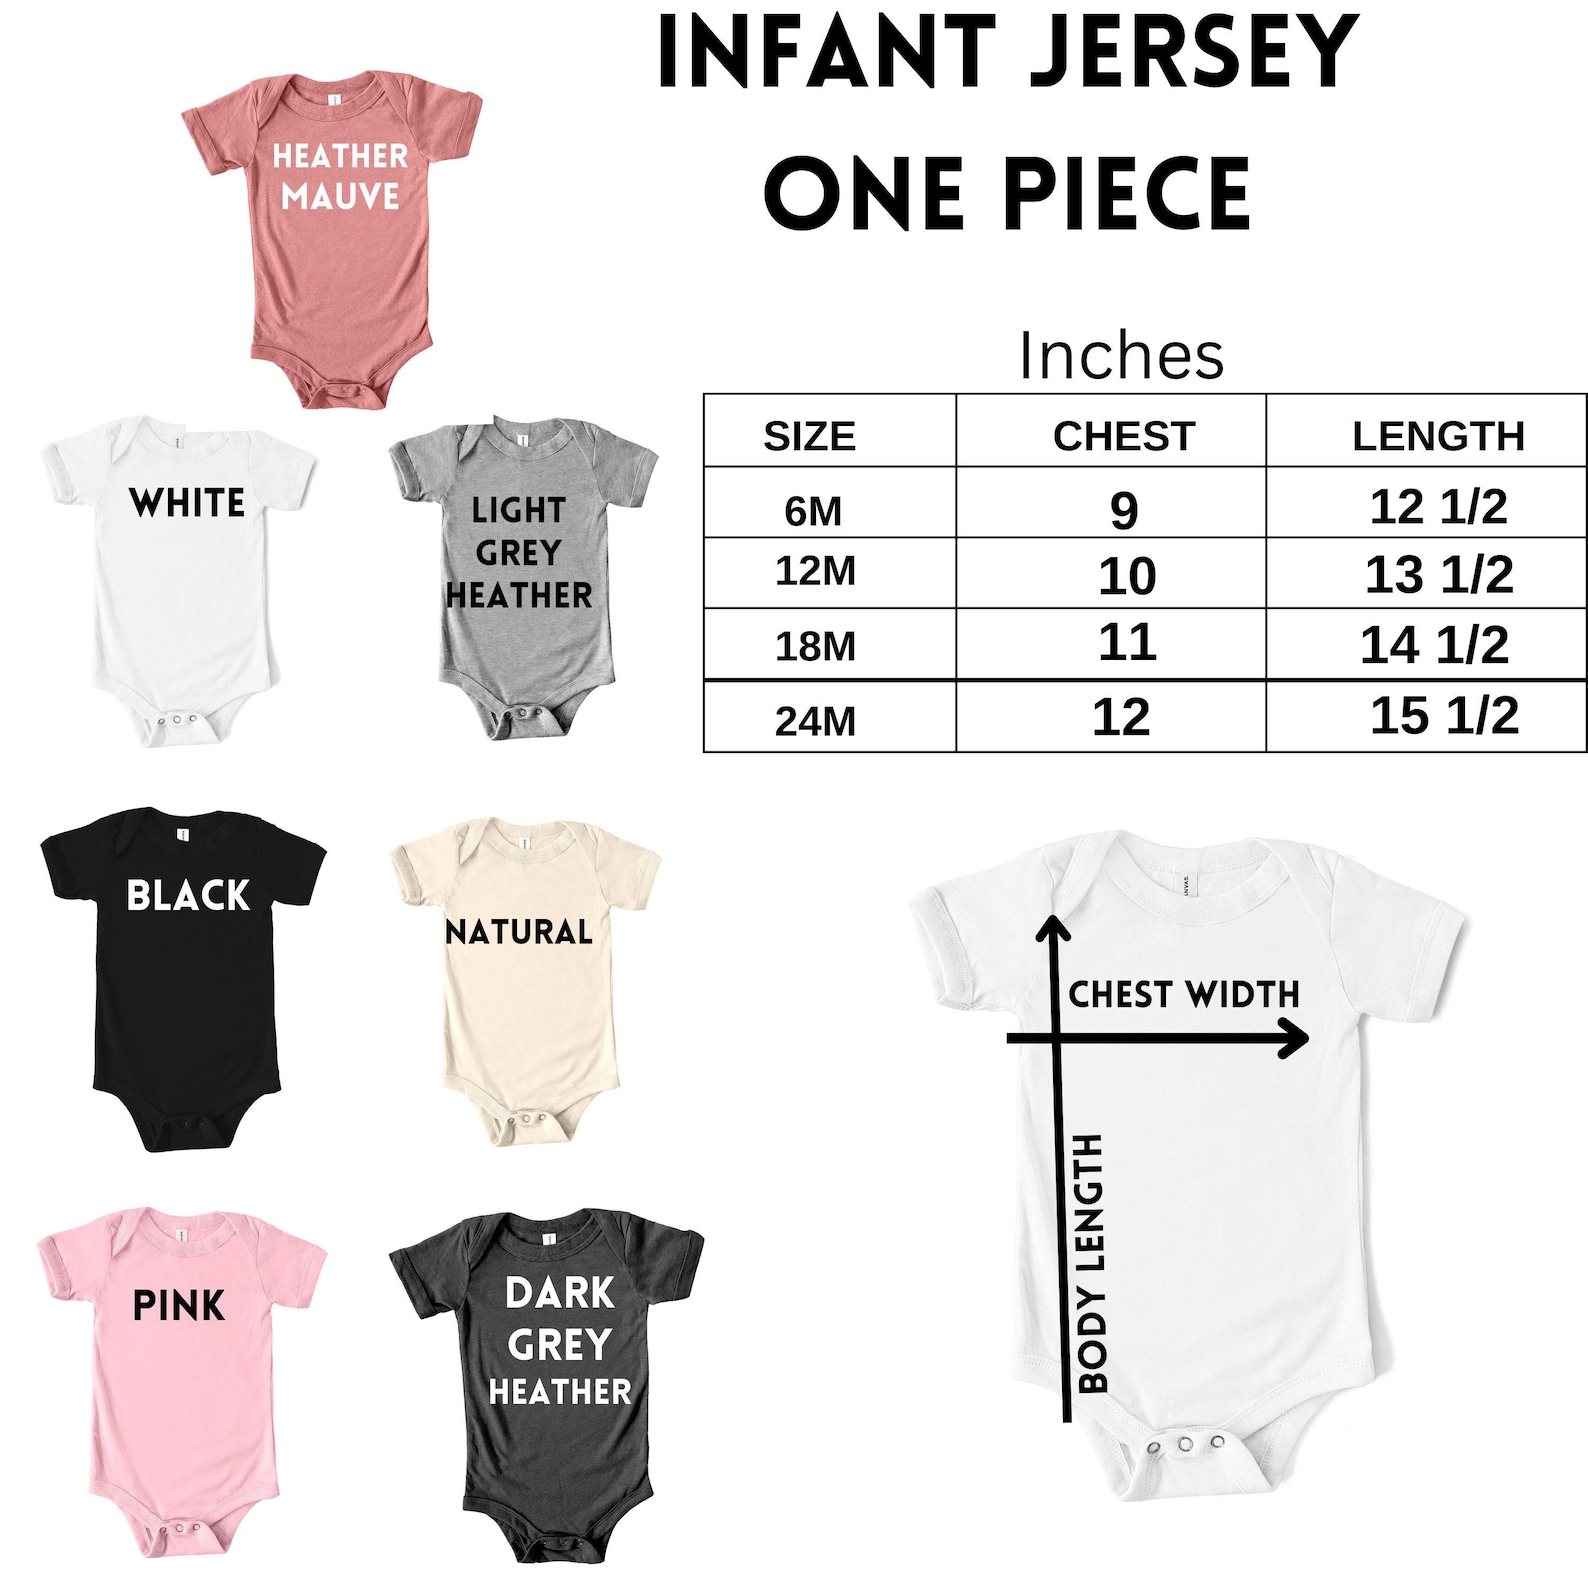 INFANT JERSEY
ONE PIECE
HEATHER
MAUVE
WHITE
LIGHT
GREY
HEATHER
BLACK
NATURAL
PINK
DARK
GREY
HEATHER
Inches
SIZE CHEST LENGTH
6M 9 12 1/2
12M 10 13 1/2
18M 11 14 1/2
24M 12 15 1/2
CHEST WIDTH
BODY LENGTH